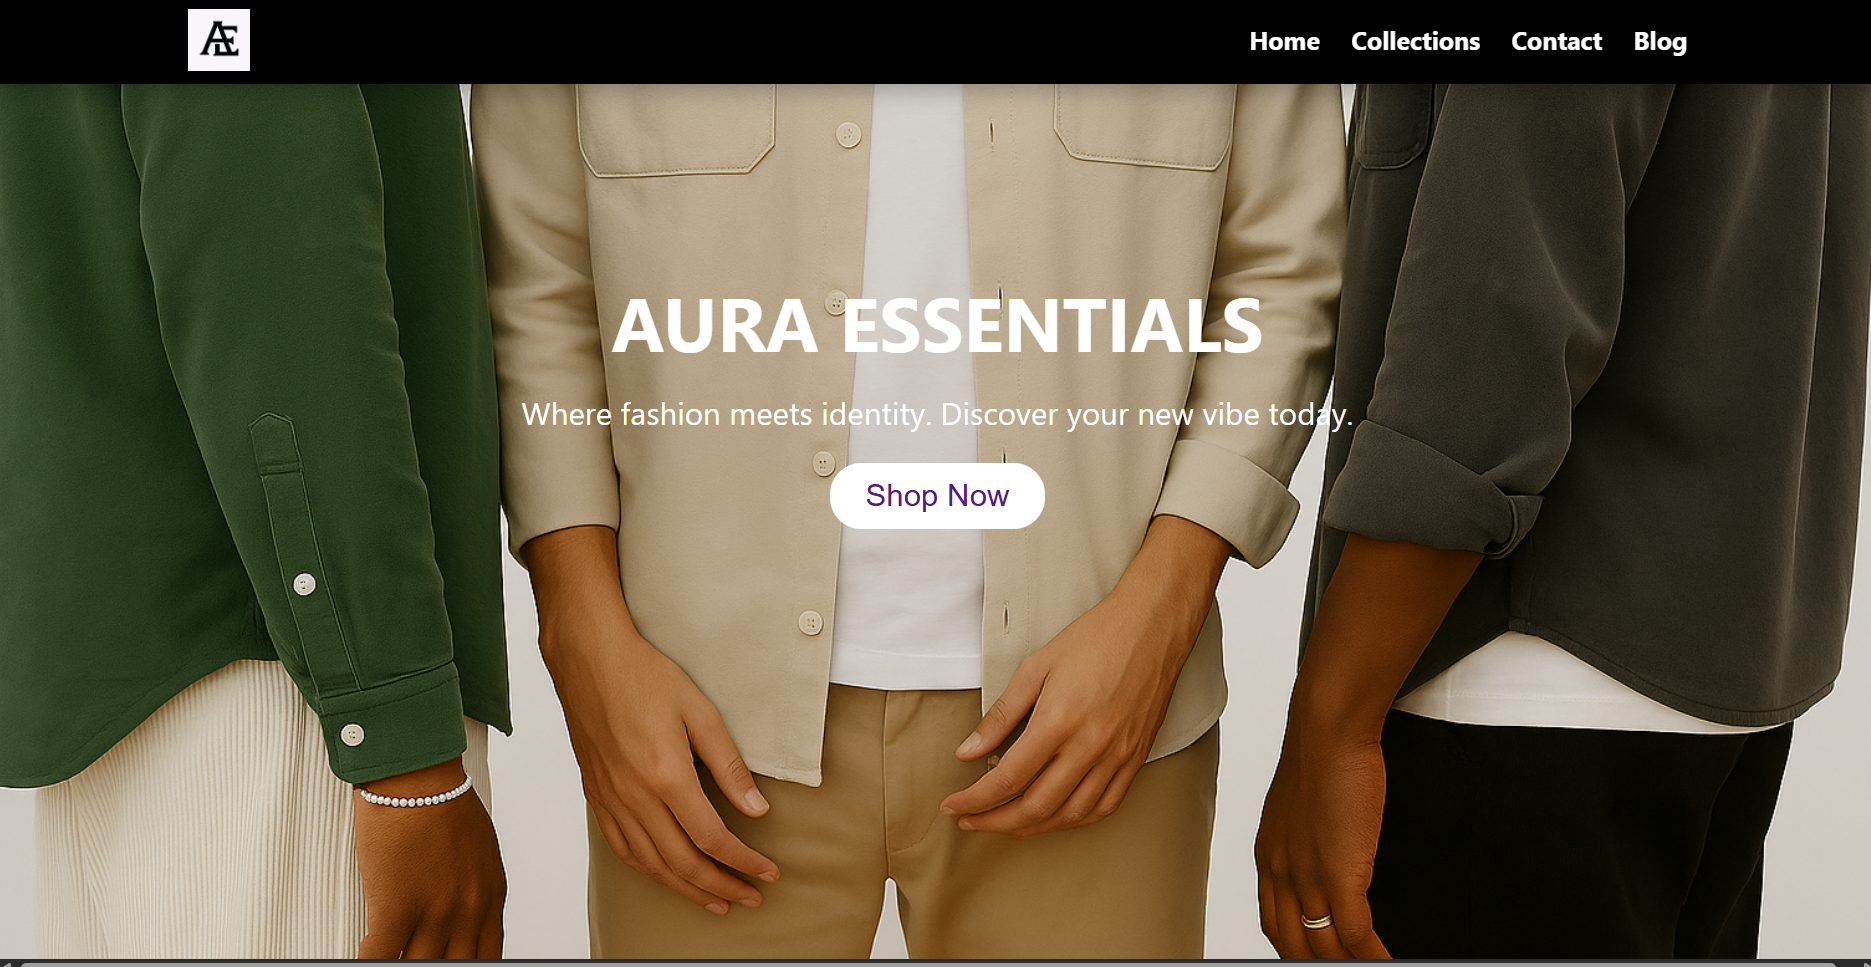 AE
Home Collections Contact Blog
AURA ESSENTIALS
Where fashion meets identity. Discover your new vibe today.
Shop Now